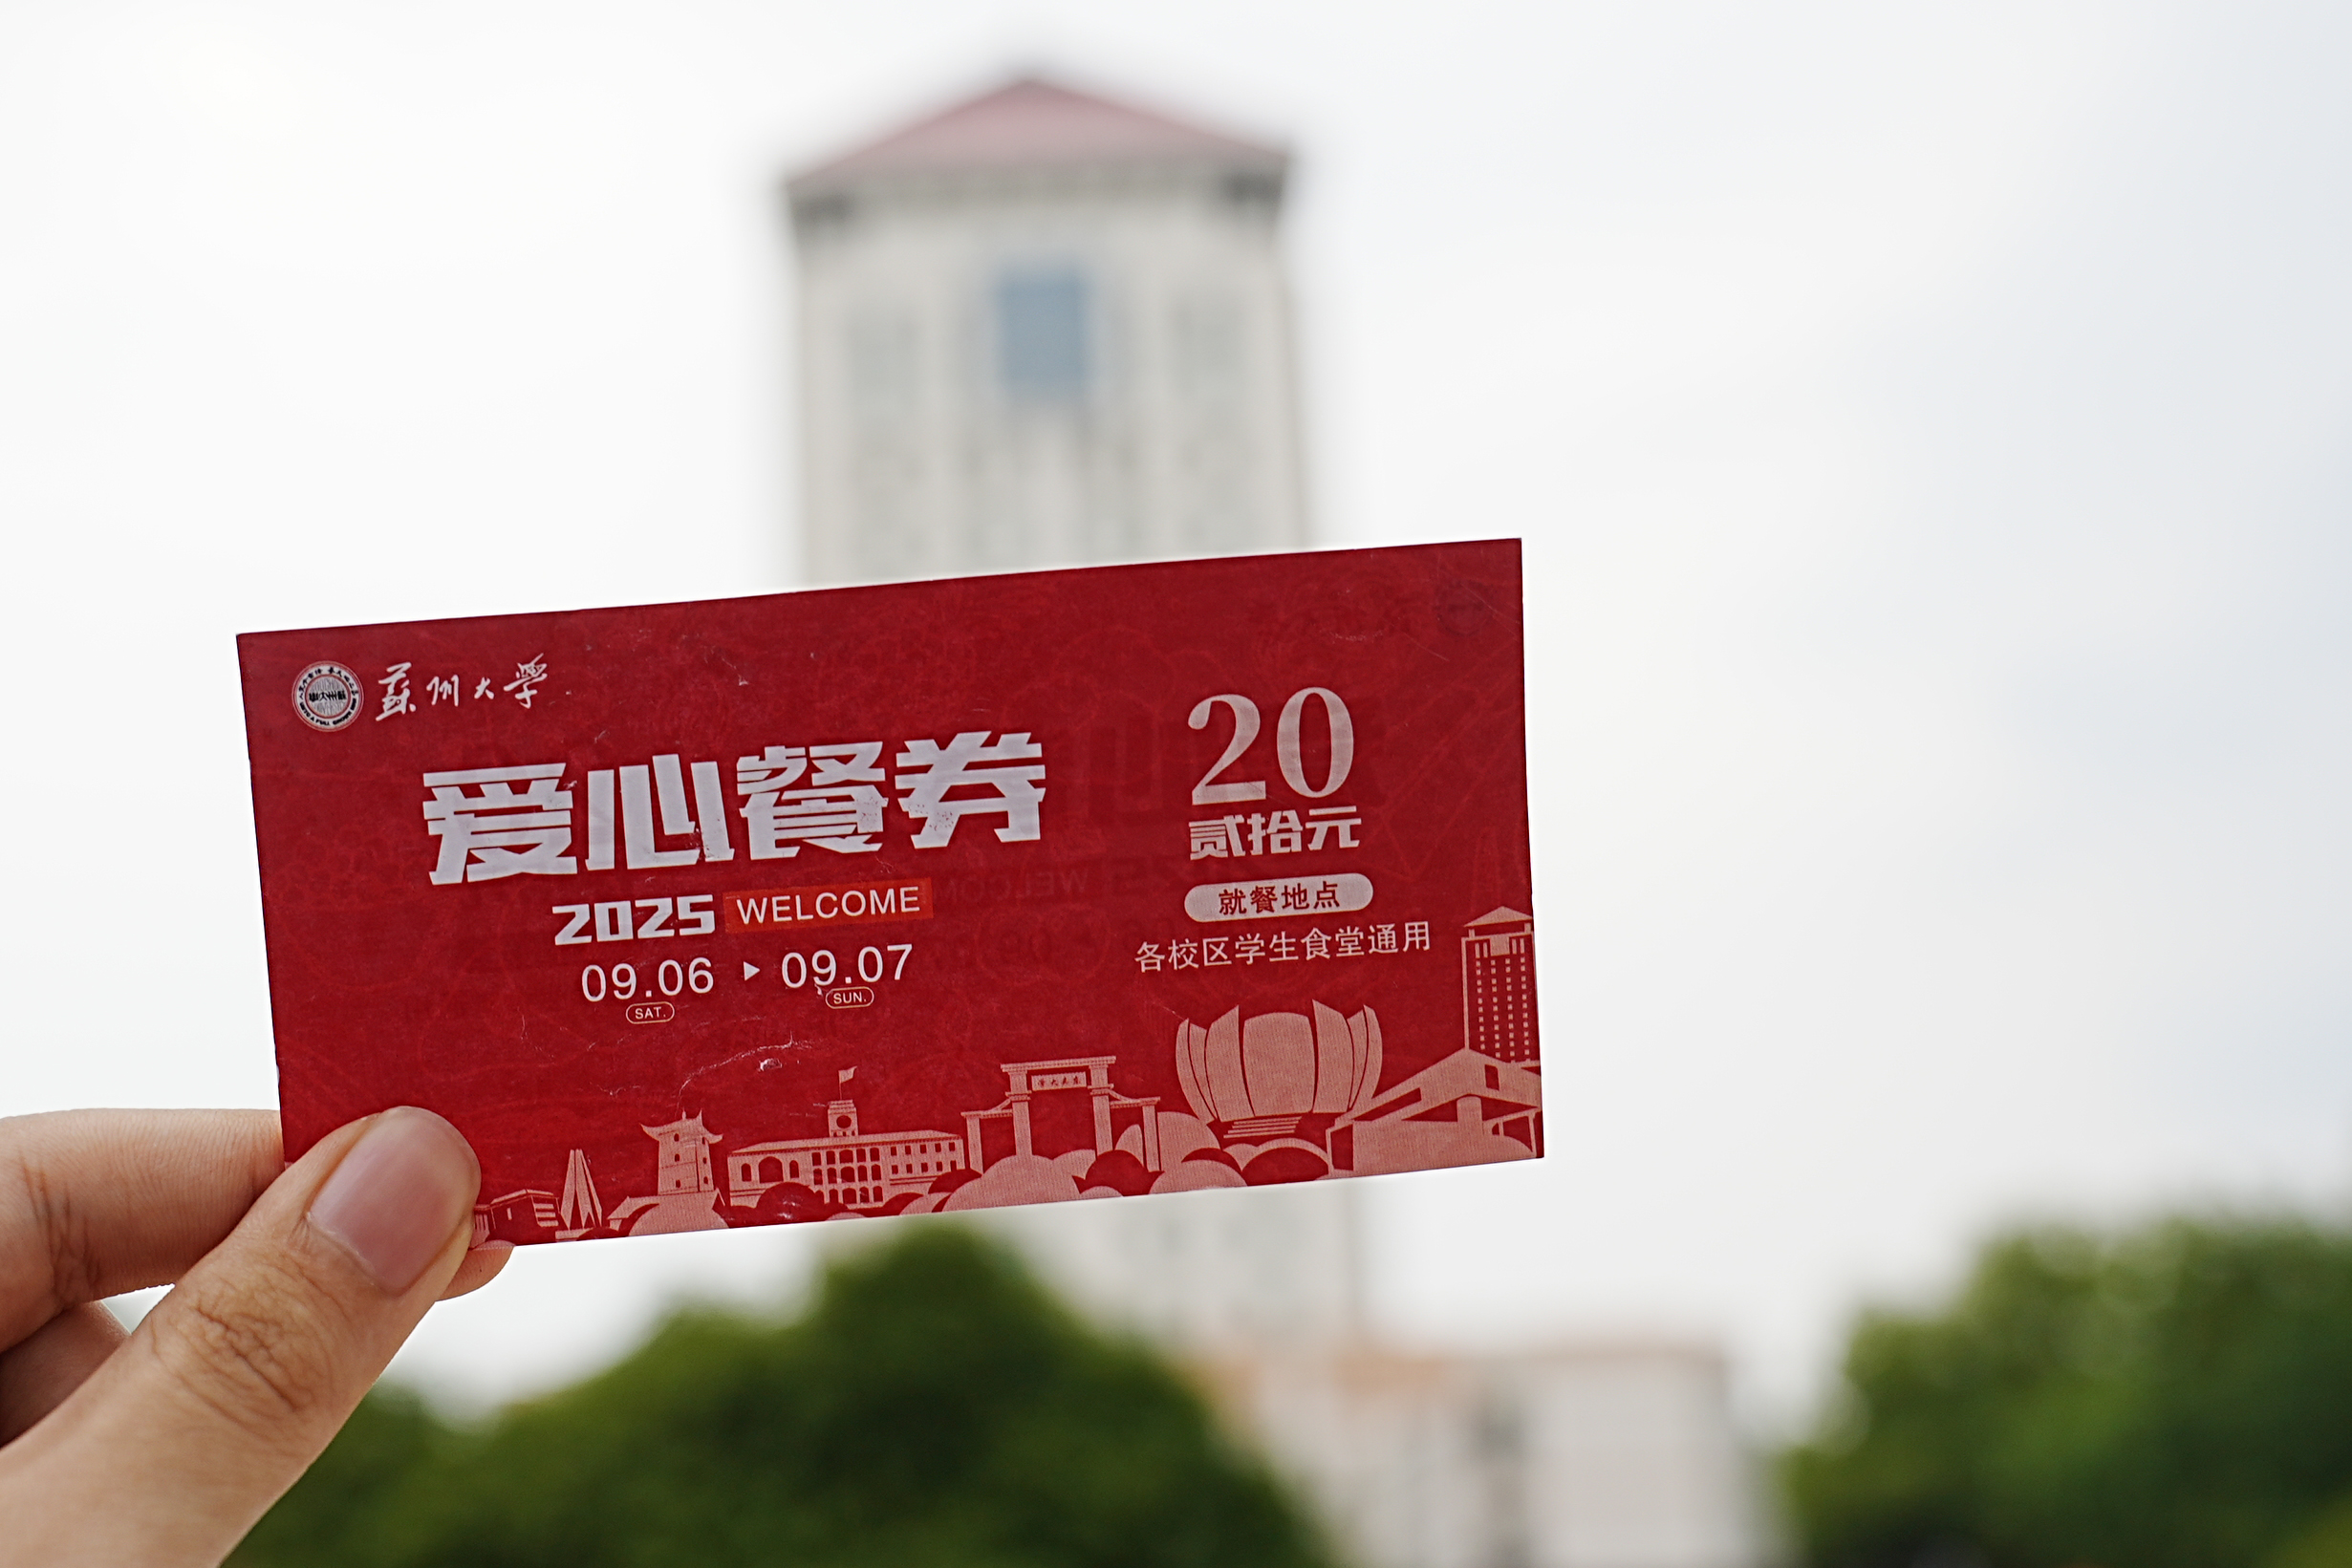 蘇州大學
爱心餐券
2025 WELCOME
09.06 ▶ 09.07
SAT. SUN.
20
贰拾元
就餐地点
各校区学生食堂通用